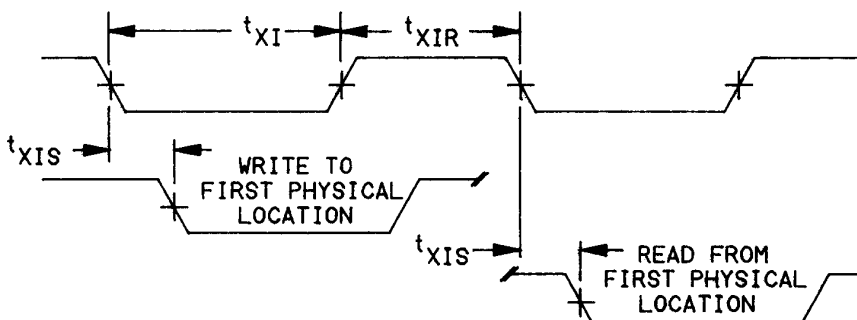 tXI
tXIR
tXIS
WRITE TO
FIRST PHYSICAL
LOCATION
tXIS
READ FROM
FIRST PHYSICAL
LOCATION